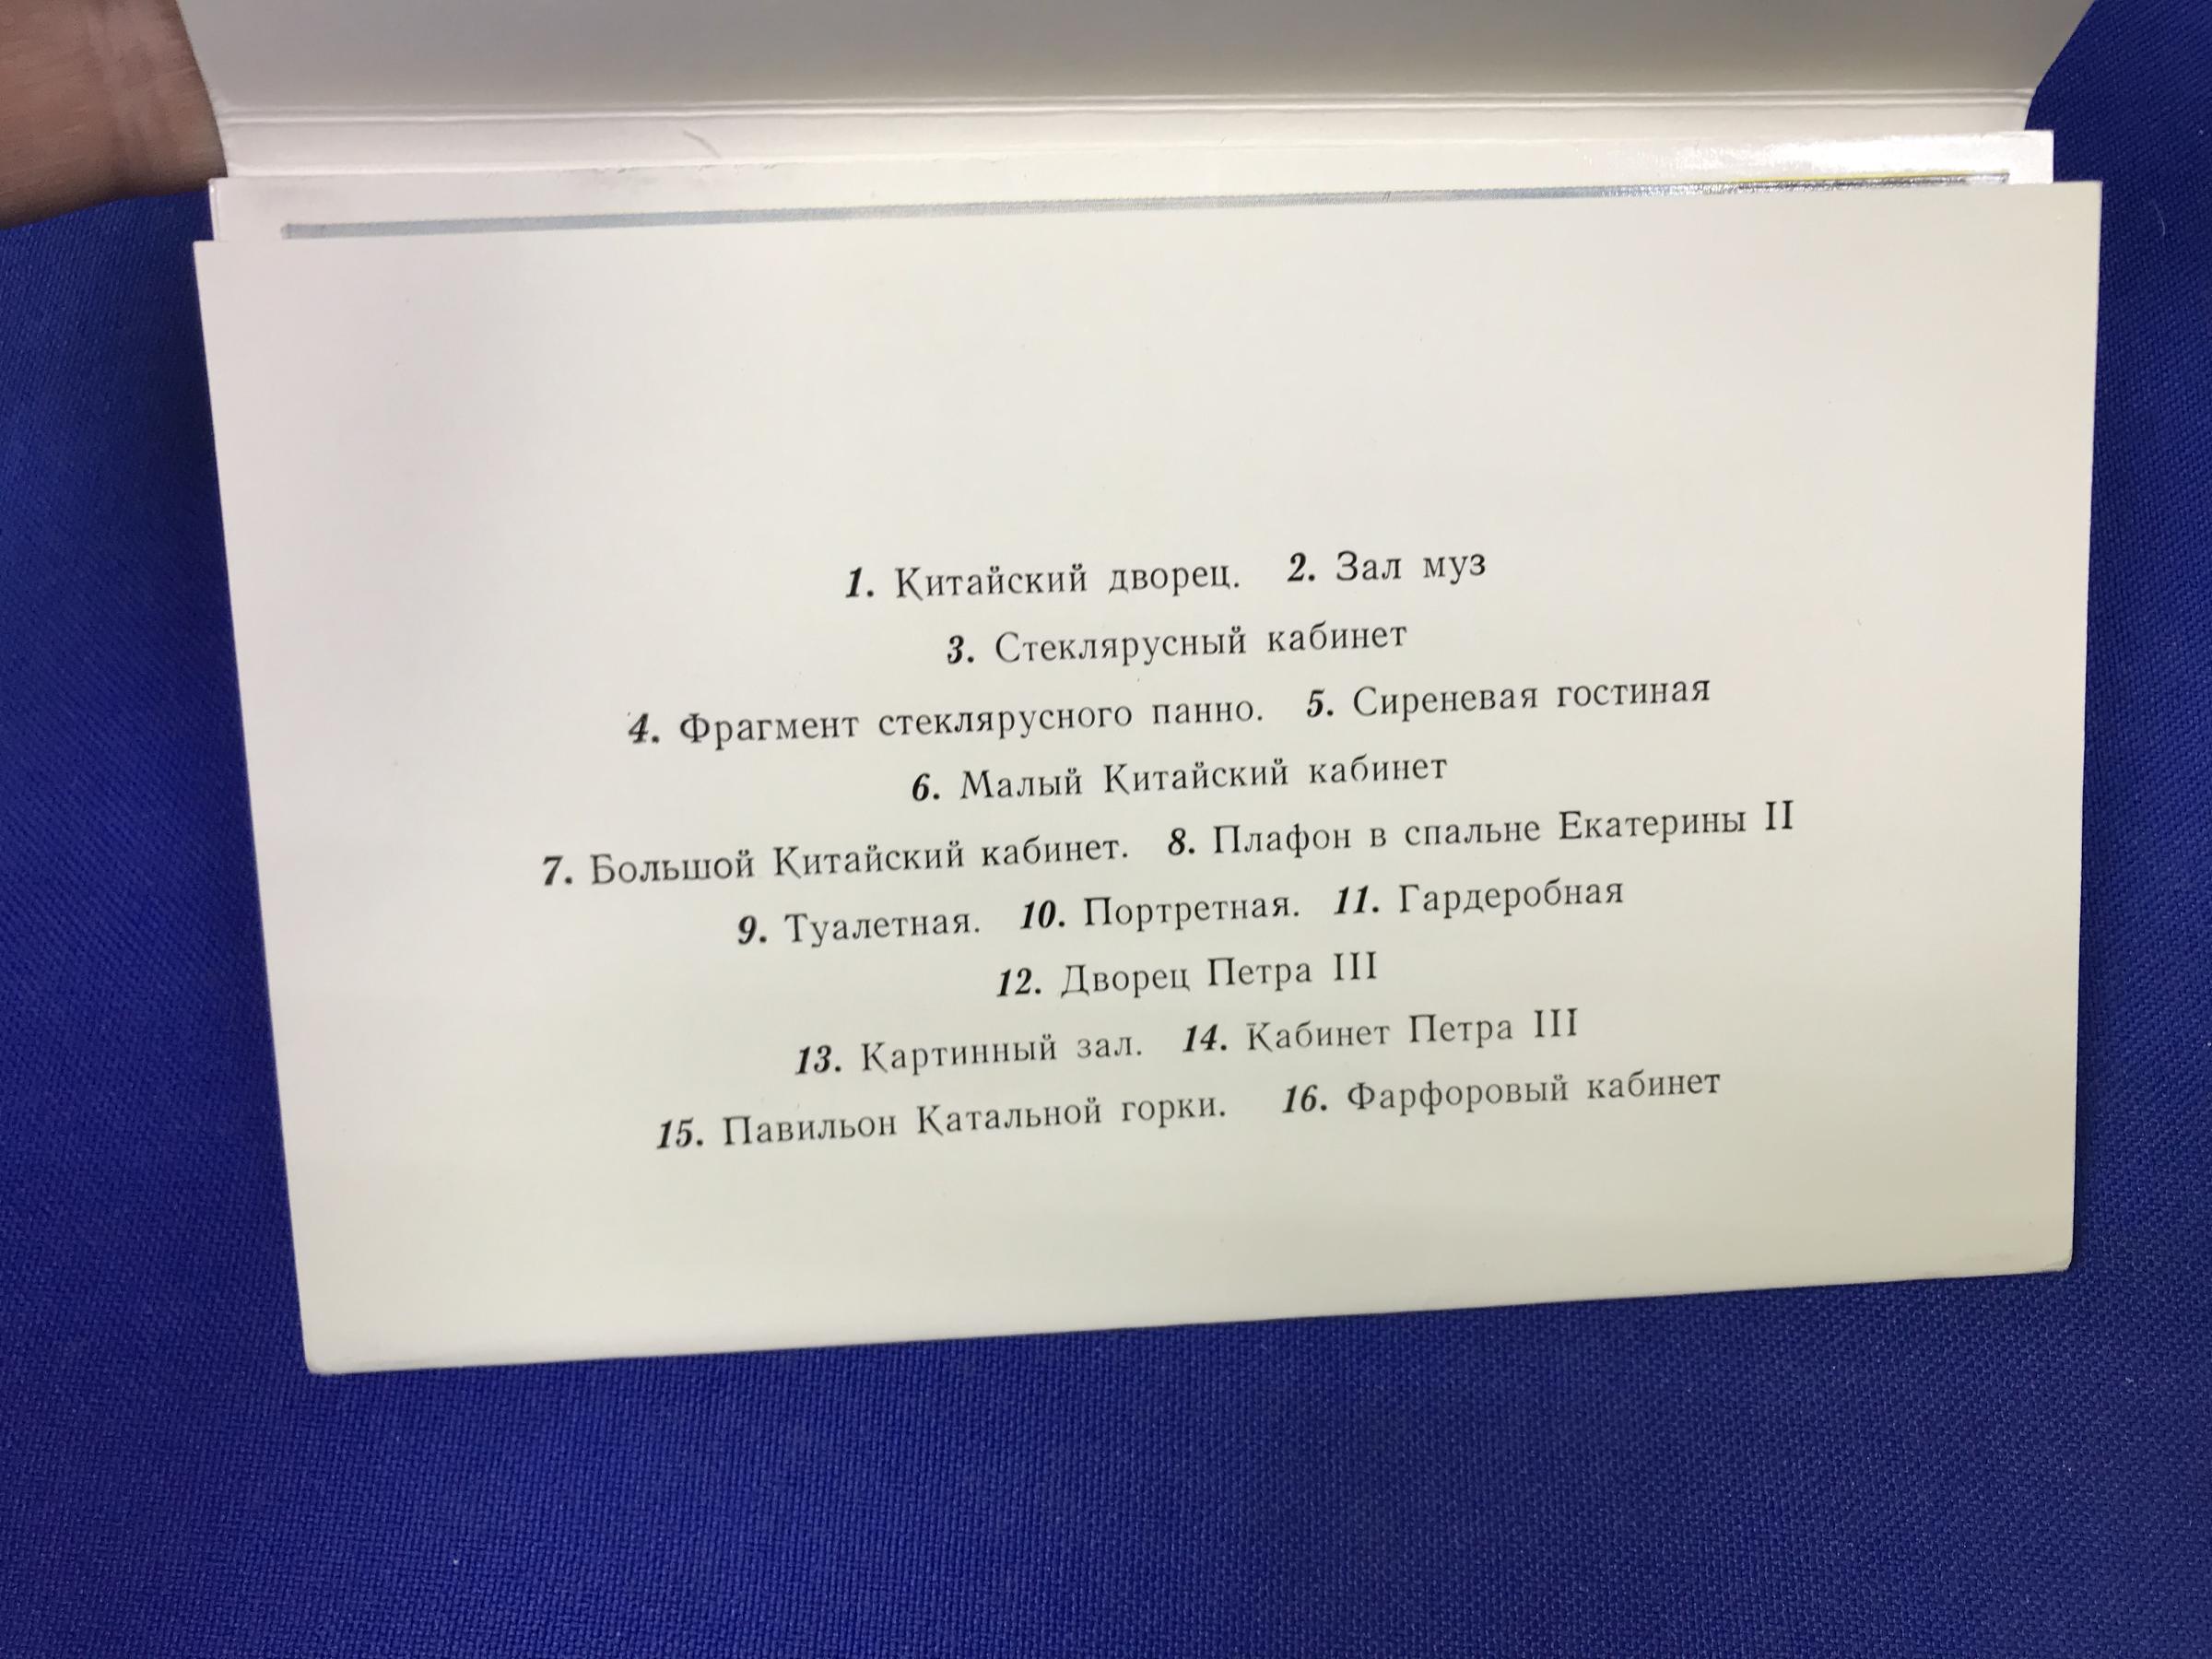 1. Китайский дворец. 2. Зал муз
3. Стеклярусный кабинет
4. Фрагмент стеклярусного панно. 5. Сиреневая гостиная
6. Малый Китайский кабинет
7. Большой Китайский кабинет. 8. Плафон в спальне Екатерины II
9. Туалетная. 10. Портретная. 11. Гардеробная
12. Дворец Петра III
13. Картинный зал. 14. Кабинет Петра III
15. Павильон Катальной горки. 16. Фарфоровый кабинет